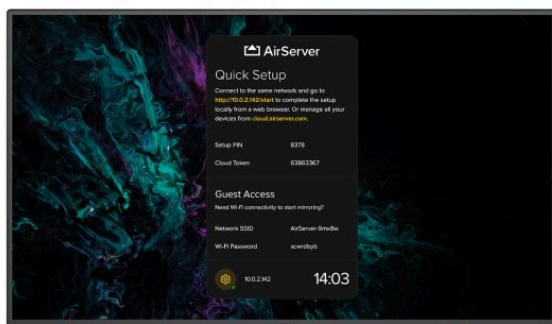 AirServer
Quick Setup
Connect to the same network and go to
http://10.0.2.142/start to complete the setup
locally from a web browser. Or manage all your
devices from cloud.airserver.com.
Setup PIN 8378
Cloud Token 63863367
Guest Access
Need Wi-Fi connectivity to start mirroring?
Network SSID
Wi-Fi Password xcwrdbyb
10.0.2.142 14:03